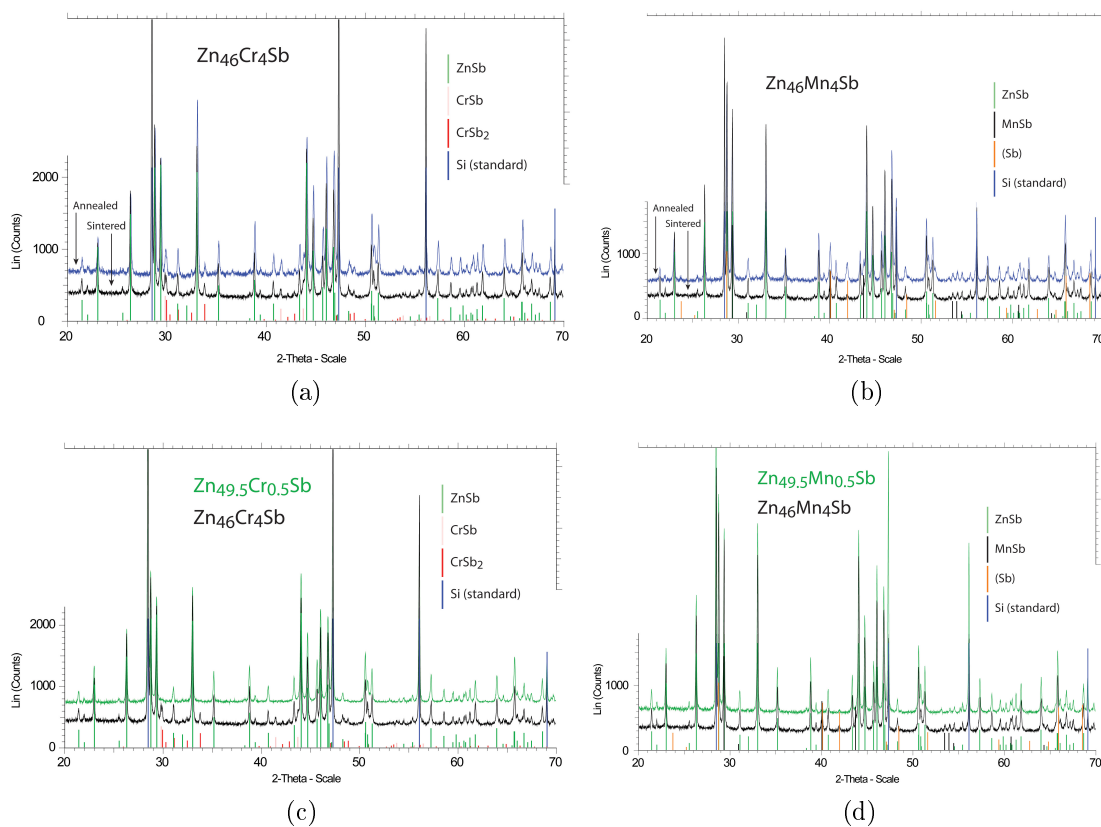 Zn46Cr4Sb
ZnSb
CrSb
CrSb2
Si (standard)
Annealed
Sintered
Lin (Counts)
2000
1000
0
20 30 40 50 60 70
2-Theta - Scale
(a)
Zn46Mn4Sb
ZnSb
MnSb
(Sb)
Si (standard)
Annealed
Sintered
Lin (Counts)
1000
0
20 30 40 50 60 70
2-Theta - Scale
(b)
Zn49.5Cr0.5Sb
Zn46Cr4Sb
ZnSb
CrSb
CrSb2
Si (standard)
Lin (Counts)
2000
1000
0
20 30 40 50 60 70
2-Theta - Scale
(c)
Zn49.5Mn0.5Sb
Zn46Mn4Sb
ZnSb
MnSb
(Sb)
Si (standard)
Lin (Counts)
1000
0
20 30 40 50 60 70
2-Theta - Scale
(d)